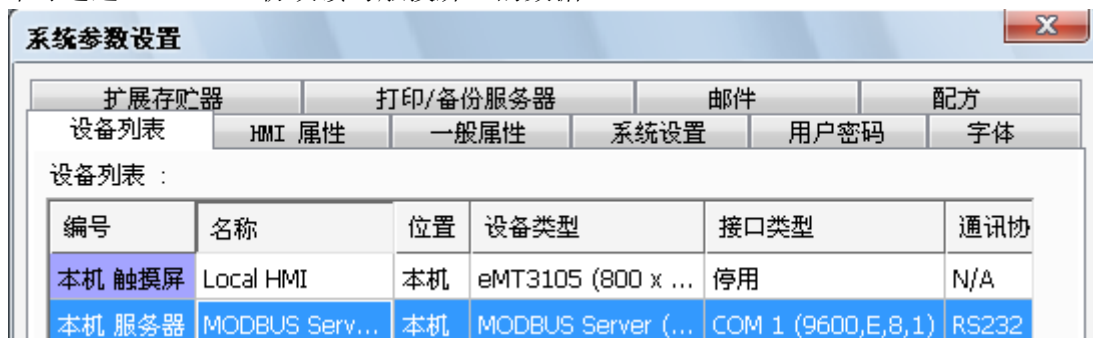 系统参数设置
扩展存贮器 打印/备份服务器 邮件 配方
设备列表 HMI 属性 一般属性 系统设置 用户密码 字体
设备列表 :
编号 名称 位置 设备类型 接口类型 通讯协
本机 触摸屏 Local HMI 本机 eMT3105 (800 x ... 停用 N/A
本机 服务器 MODBUS Serv... 本机 MODBUS Server (... COM 1 (9600,E,8,1) RS232